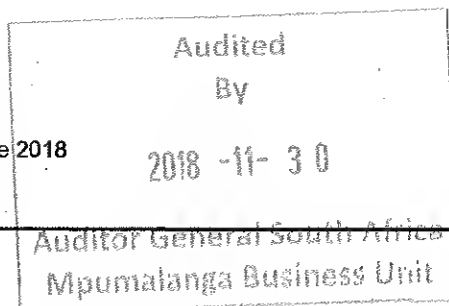 Audited
By
e 2018
2018 -11- 30
Auditor General South Africa
Mpumalanga Business Unit